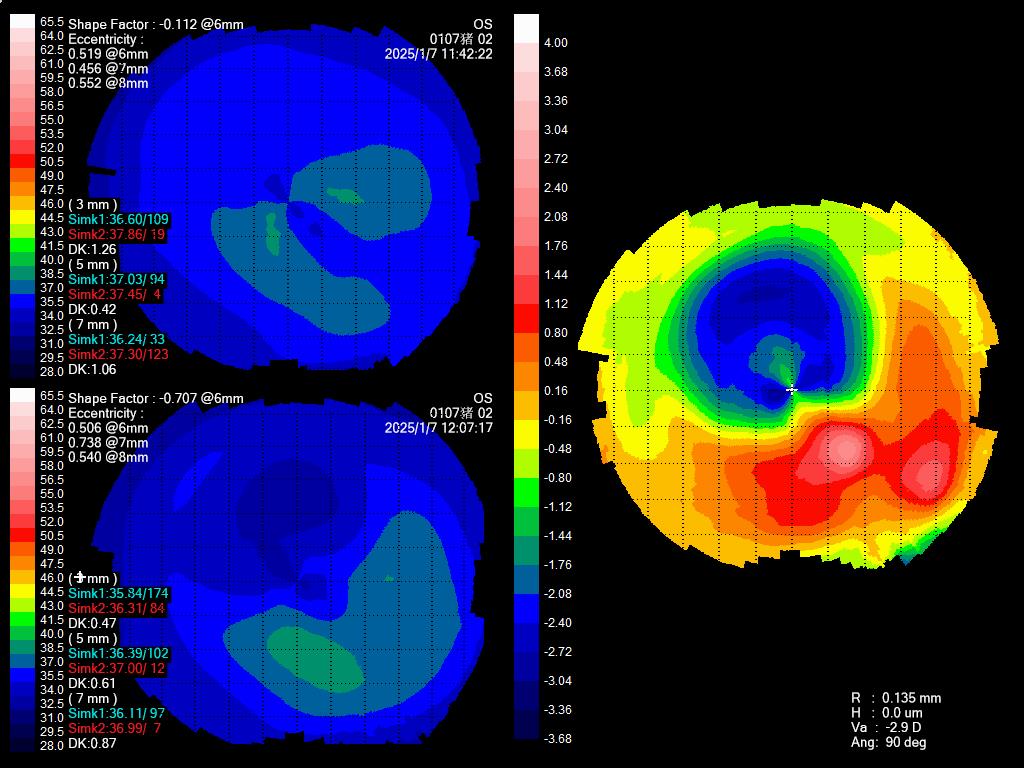 Shape Factor : -0.112 @6mm
OS
Eccentricity :
0107猪 02
0.519 @6mm
2025/1/7 11:42:22
0.456 @7mm
0.552 @8mm
65.5
64.0
62.5
61.0
59.5
58.0
56.5
55.0
53.5
52.0
50.5
49.0
47.5
46.0
44.5
43.0
41.5
40.0
38.5
37.0
35.5
34.0
32.5
31.0
29.5
28.0
( 3 mm )
Simk1:36.60/109
Simk2:37.86/ 19
DK:1.26
( 5 mm )
Simk1:37.03/ 94
Simk2:37.45/ 4
DK:0.42
( 7 mm )
Simk1:36.24/ 33
Simk2:37.30/123
DK:1.06
Shape Factor : -0.707 @6mm
OS
Eccentricity :
0107猪 02
0.506 @6mm
2025/1/7 12:07:17
0.738 @7mm
0.540 @8mm
65.5
64.0
62.5
61.0
59.5
58.0
56.5
55.0
53.5
52.0
50.5
49.0
47.5
46.0
44.5
43.0
41.5
40.0
38.5
37.0
35.5
34.0
32.5
31.0
29.5
28.0
( 3 mm )
Simk1:35.84/174
Simk2:36.31/ 84
DK:0.47
( 5 mm )
Simk1:36.39/102
Simk2:37.00/ 12
DK:0.61
( 7 mm )
Simk1:36.11/ 97
Simk2:36.99/ 7
DK:0.87
4.00
3.68
3.36
3.04
2.72
2.40
2.08
1.76
1.44
1.12
0.80
0.48
0.16
-0.16
-0.48
-0.80
-1.12
-1.44
-1.76
-2.08
-2.40
-2.72
-3.04
-3.36
-3.68
R : 0.135 mm
H : 0.0 um
Va : -2.9 D
Ang: 90 deg